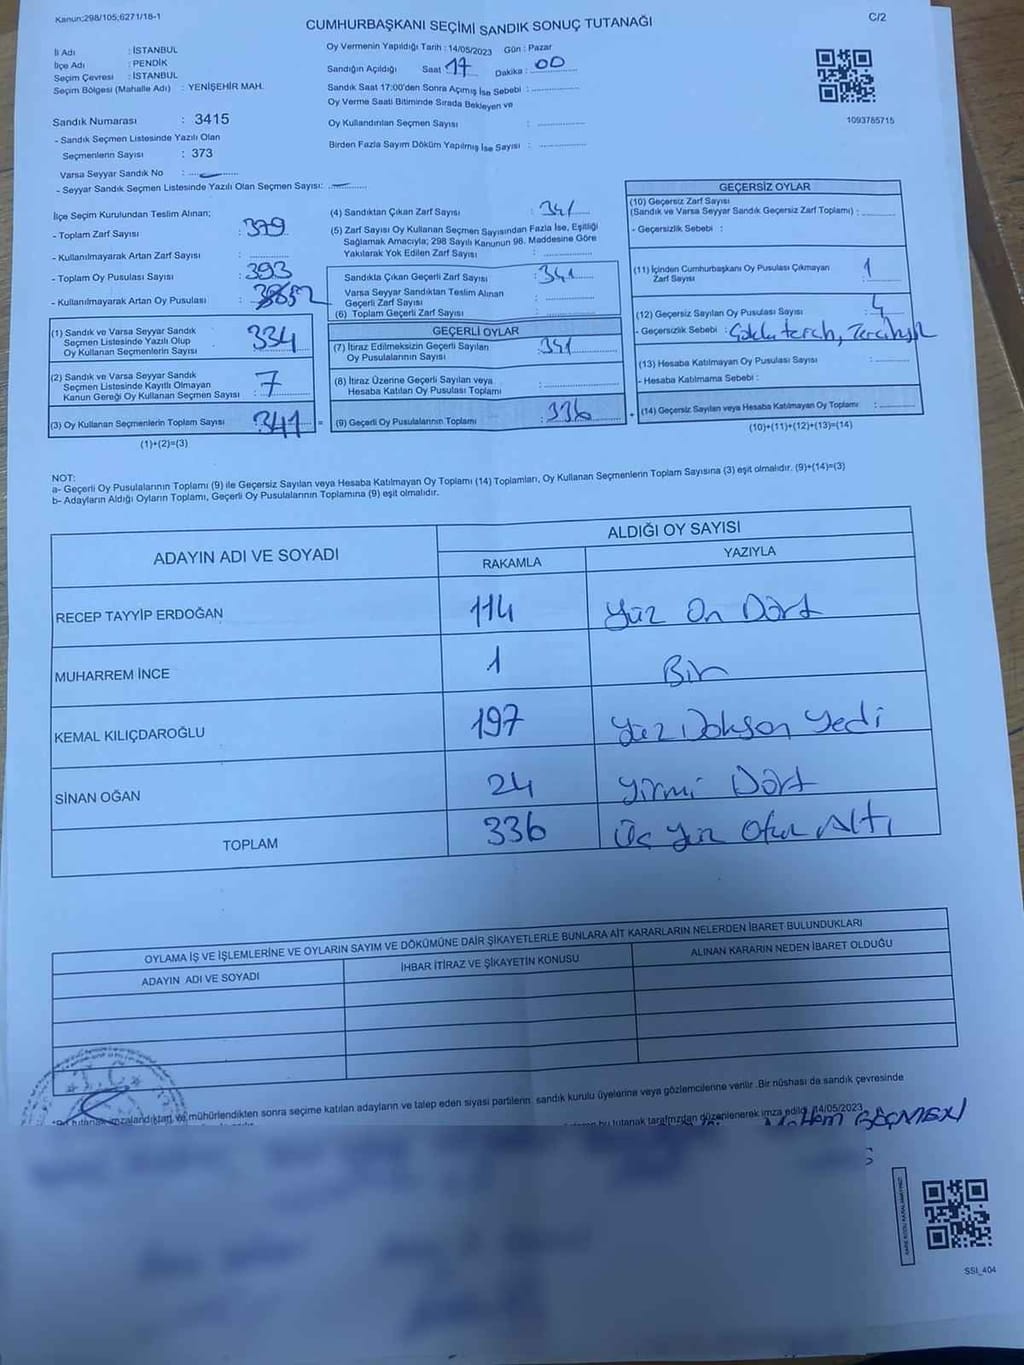 Kanun:298/105;6271/18-1
C/2
CUMHURBAŞKANI SEÇİMİ SANDIK SONUÇ TUTANAĞI
İl Adı : İSTANBUL
İlçe Adı : PENDİK
Seçim Çevresi : İSTANBUL
Seçim Bölgesi (Mahalle Adı) : YENİŞEHİR MAH.
Sandık Numarası : 3415
- Sandık Seçmen Listesinde Yazılı Olan
Seçmenlerin Sayısı : 373
Varsa Seyyar Sandık No :
- Seyyar Sandık Seçmen Listesinde Yazılı Olan Seçmen Sayısı:
Oy Vermenin Yapıldığı Tarih : 14/05/2023 Gün : Pazar
Sandığın Açıldığı Saat 17 Dakika : 00
Sandık Saat 17:00'den Sonra Açımış İse Sebebi :
Oy Verme Saati Bitiminde Sırada Bekleyen ve
Oy Kullandırılan Seçmen Sayısı :
Birden Fazla Sayım Döküm Yapılmış İse Sayısı :
1093785715
İlçe Seçim Kurulundan Teslim Alınan;
- Toplam Zarf Sayısı : 379
- Kullanılmayarak Artan Zarf Sayısı :
- Toplam Oy Pusulası Sayısı : 393
- Kullanılmayarak Artan Oy Pusulası :
(1) Sandık ve Varsa Seyyar Sandık
Seçmen Listesinde Yazılı Olup
Oy Kullanan Seçmenlerin Sayısı : 334
(2) Sandık ve Varsa Seyyar Sandık
Seçmen Listesinde Kayıtlı Olmayan
Kanun Gereği Oy Kullanan Seçmen Sayısı : 7
(3) Oy Kullanan Seçmenlerin Toplam Sayısı : 341
(1)+(2)=(3)
(4) Sandıktan Çıkan Zarf Sayısı : 341
(5) Zarf Sayısı Oy Kullanan Seçmen Sayısından Fazla İse, Eşitliği
Sağlamak Amacıyla; 298 Sayılı Kanunun 98. Maddesine Göre
Yakılarak Yok Edilen Zarf Sayısı :
Sandıkta Çıkan Geçerli Zarf Sayısı : 341
Varsa Seyyar Sandıktan Teslim Alınan
Geçerli Zarf Sayısı :
(6) Toplam Geçerli Zarf Sayısı :
GEÇERLİ OYLAR
(7) İtiraz Edilmeksizin Geçerli Sayılan
Oy Pusulalarının Sayısı : 341
(8) İtiraz Üzerine Geçerli Sayılan veya
Hesaba Katılan Oy Pusulası Toplamı :
(9) Geçerli Oy Pusulalarının Toplamı : 336
GEÇERSİZ OYLAR
(10) Geçersiz Zarf Sayısı
(Sandık ve Varsa Seyyar Sandık Geçersiz Zarf Toplamı) :
- Geçersizlik Sebebi :
(11) İçinden Cumhurbaşkanı Oy Pusulası Çıkmayan
Zarf Sayısı : 1
(12) Geçersiz Sayılan Oy Pusulası Sayısı : 4
- Geçersizlik Sebebi :
(13) Hesaba Katılmayan Oy Pusulası Sayısı :
- Hesaba Katılmama Sebebi :
(14) Geçersiz Sayılan veya Hesaba Katılmayan Oy Toplamı :
(10)+(11)+(12)+(13)=(14)
NOT:
a- Geçerli Oy Pusulalarının Toplamı (9) ile Geçersiz Sayılan veya Hesaba Katılmayan Oy Toplamı (14) Toplamları, Oy Kullanan Seçmenlerin Toplam Sayısına (3) eşit olmalıdır. (9)+(14)=(3)
b- Adayların Aldığı Oyların Toplamı, Geçerli Oy Pusulalarının Toplamına (9) eşit olmalıdır.
ADAYIN ADI VE SOYADI
ALDIĞI OY SAYISI
RAKAMLA YAZIYLA
RECEP TAYYİP ERDOĞAN 114 Yüz On Dört
MUHARREM İNCE 1 Bir
KEMAL KILIÇDAROĞLU 197 Yüz Doksan Yedi
SİNAN OĞAN 24 Yirmi Dört
TOPLAM 336 Üç Yüz Otuz Altı
OYLAMA İŞ VE İŞLEMLERİNE VE OYLARIN SAYIM VE DÖKÜMÜNE DAİR ŞİKAYETLERLE BUNLARA AİT KARARLARIN NELERDEN İBARET BULUNDUKLARI
ADAYIN ADI VE SOYADI İHBAR İTİRAZ VE ŞİKAYETİN KONUSU ALINAN KARARIN NEDEN İBARET OLDUĞU
T.C.
tutanak imzalandıktan ve mühürlendikten sonra seçime katılan adayların ve talep eden siyasi partilerin sandık kurulu üyelerine veya gözlemcilerine verilir. Bir nüshası da sandık çevresinde
bu tutanak tarafımızdan düzenlenerek imza edildi. 14/05/2023
SSİ_404